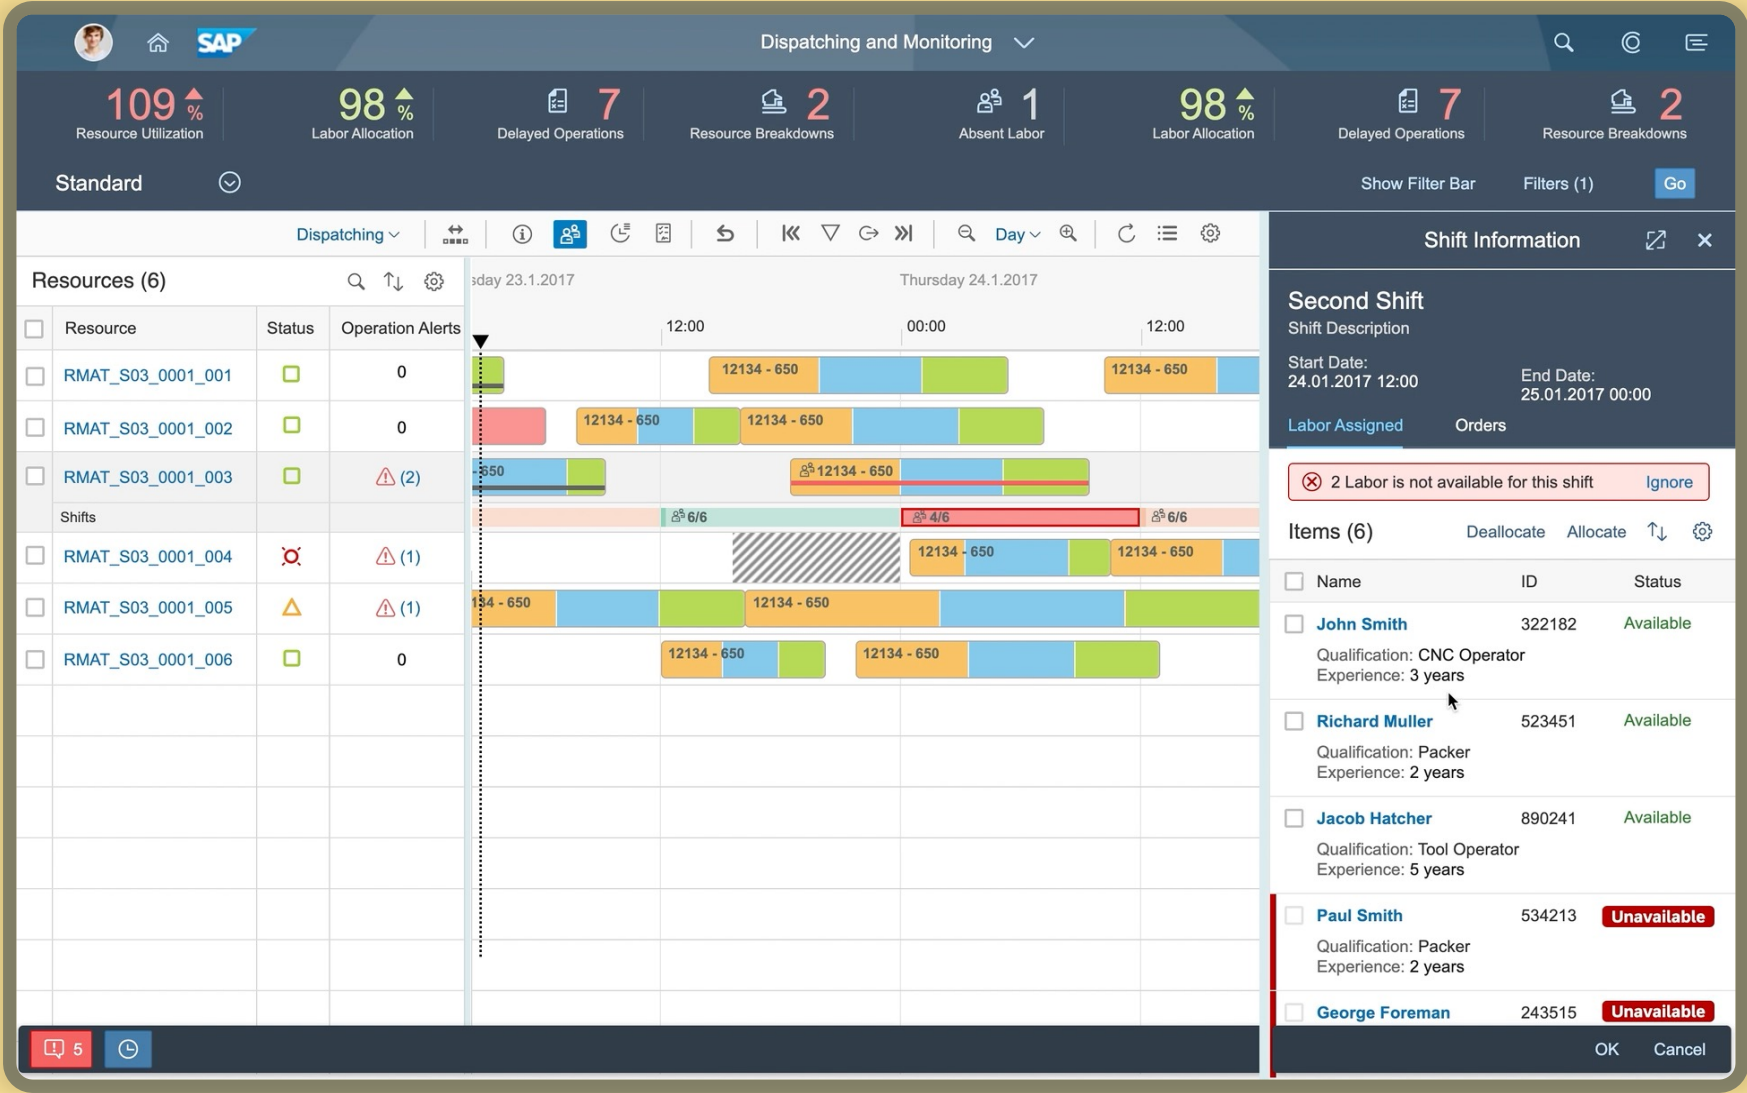 SAP
Dispatching and Monitoring
109 %
Resource Utilization
98 %
Labor Allocation
7
Delayed Operations
2
Resource Breakdowns
1
Absent Labor
98 %
Labor Allocation
7
Delayed Operations
2
Resource Breakdowns
Standard
Show Filter Bar
Filters (1)
Go
Dispatching
Day
Resources (6)
sday 23.1.2017
Thursday 24.1.2017
Resource Status Operation Alerts
12:00 00:00 12:00
RMAT_S03_0001_001 0
12134 - 650 12134 - 650
RMAT_S03_0001_002 0
12134 - 650 12134 - 650
RMAT_S03_0001_003 (2)
- 650 12134 - 650
Shifts
6/6 4/6 6/6
RMAT_S03_0001_004 (1)
12134 - 650 12134 - 650
RMAT_S03_0001_005 (1)
34 - 650 12134 - 650
RMAT_S03_0001_006 0
12134 - 650 12134 - 650
5
Shift Information
Second Shift
Shift Description
Start Date:
24.01.2017 12:00
End Date:
25.01.2017 00:00
Labor Assigned Orders
2 Labor is not available for this shift Ignore
Items (6) Deallocate Allocate
Name ID Status
John Smith 322182 Available
Qualification: CNC Operator
Experience: 3 years
Richard Muller 523451 Available
Qualification: Packer
Experience: 2 years
Jacob Hatcher 890241 Available
Qualification: Tool Operator
Experience: 5 years
Paul Smith 534213 Unavailable
Qualification: Packer
Experience: 2 years
George Foreman 243515 Unavailable
OK Cancel